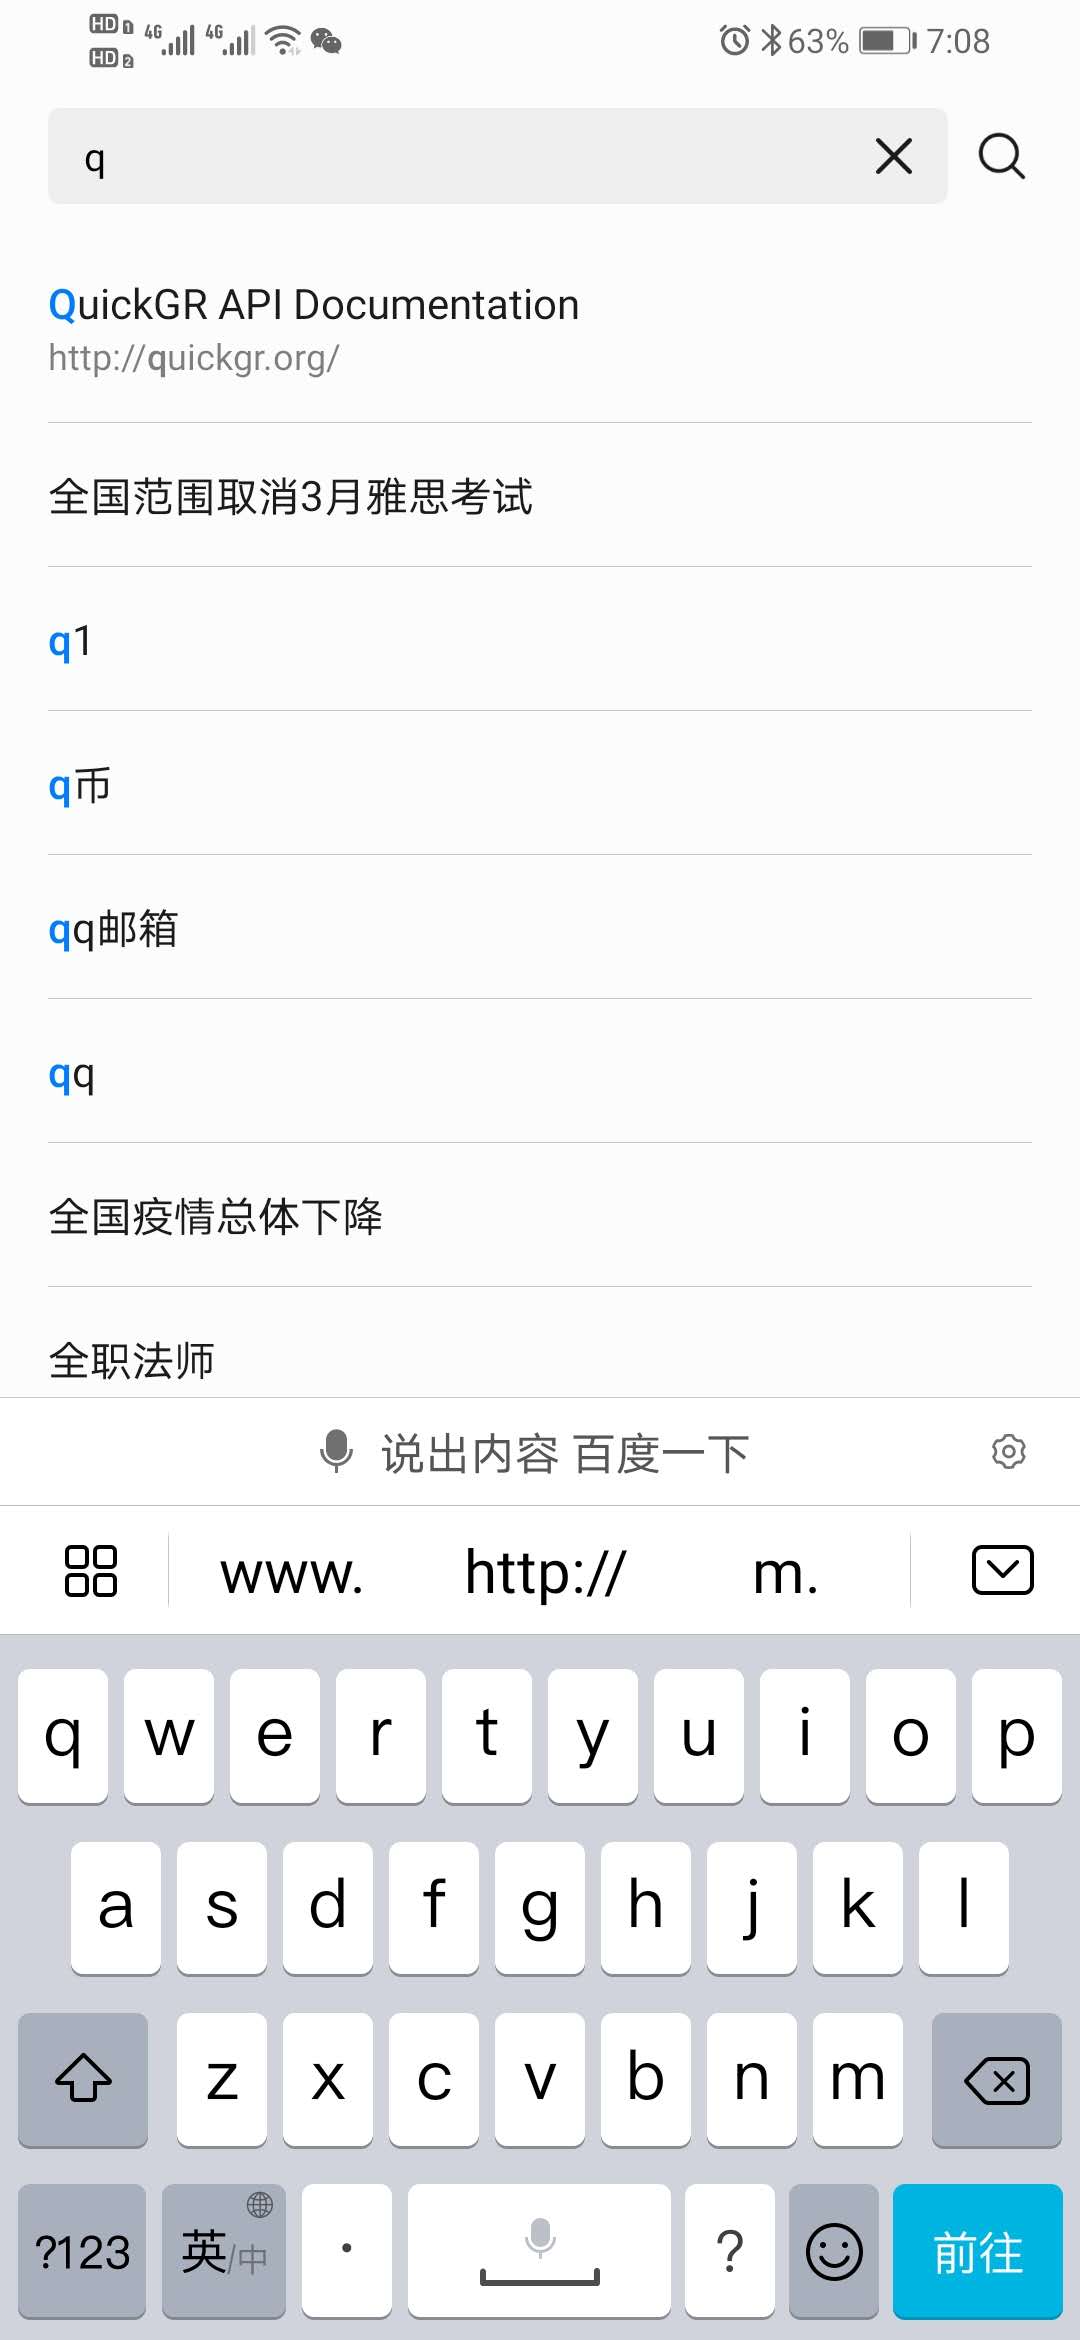 HD 1 4G 4G 63% 7:08
HD 2
q
QuickGR API Documentation
http://quickgr.org/
全国范围取消3月雅思考试
q1
q币
qq邮箱
qq
全国疫情总体下降
全职法师
说出内容 百度一下
www. http:// m.
q w e r t y u i o p
a s d f g h j k l
z x c v b n m
?123 英/中 . ? 前往